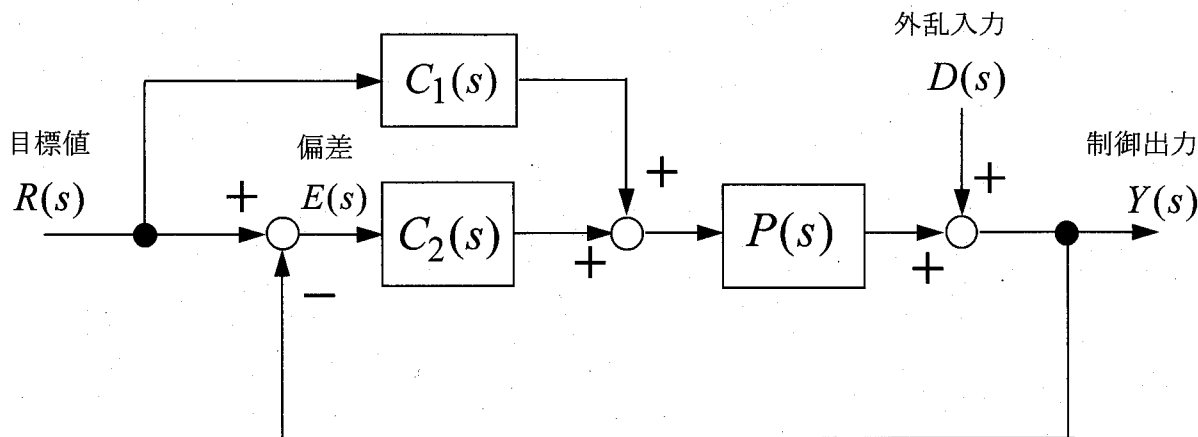 外乱入力
D(s)
C₁(s)
目標値
R(s)
偏差
E(s)
+
−
C₂(s)
+
+
P(s)
+
+
制御出力
Y(s)